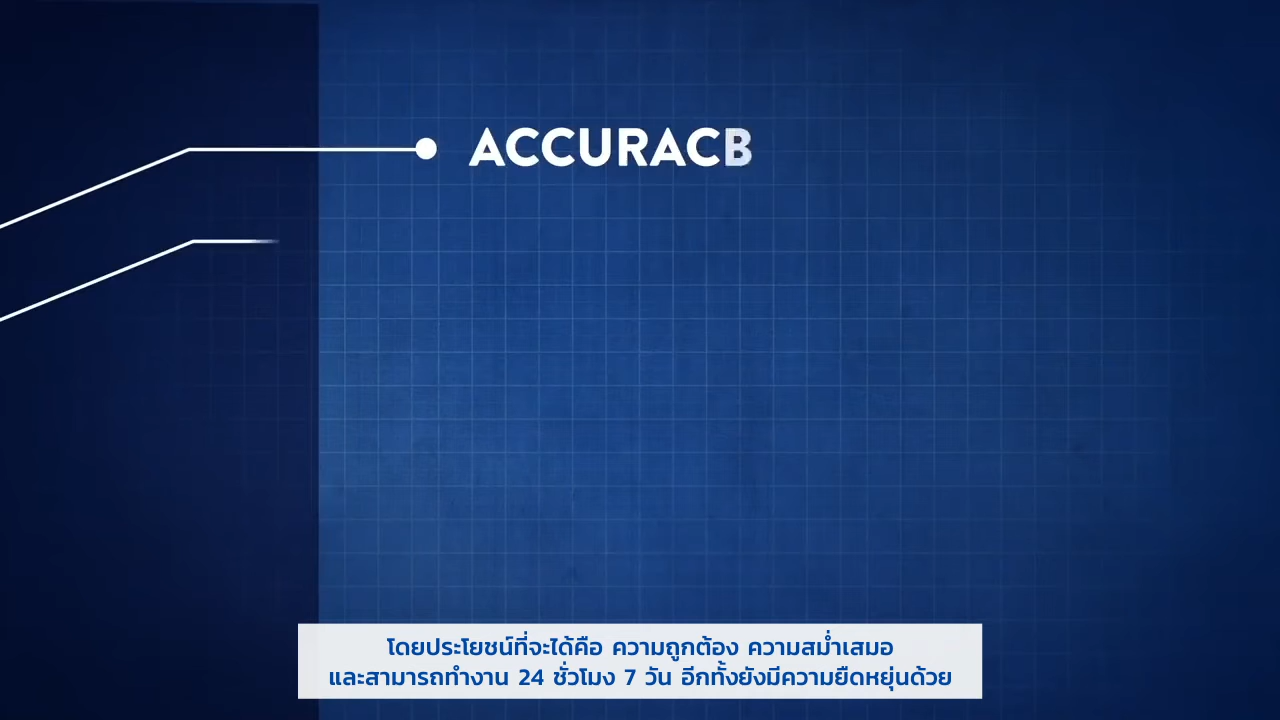 ACCURACB
โดยประโยชน์ที่จะได้คือ ความถูกต้อง ความสม่ำเสมอ
และสามารถทำงาน 24 ชั่วโมง 7 วัน อีกทั้งยังมีความยืดหยุ่นด้วย